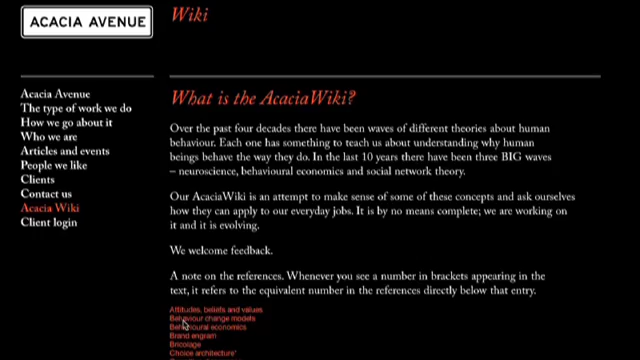 ACACIA AVENUE
Wiki
Acacia Avenue
The type of work we do
How we go about it
Who we are
Articles and events
People we like
Clients
Contact us
Acacia Wiki
Client login
What is the AcaciaWiki?
Over the past four decades there have been waves of different theories about human
behaviour. Each one has something to teach us about understanding why human
beings behave the way they do. In the last 10 years there have been three BIG waves
– neuroscience, behavioural economics and social network theory.
Our AcaciaWiki is an attempt to make sense of some of these concepts and ask ourselves
how they can apply to our everyday jobs. It is by no means complete; we are working on
it and it is evolving.
We welcome feedback.
A note on the references. Whenever you see a number in brackets appearing in the
text, it refers to the equivalent number in the references directly below that entry.
Attitudes, beliefs and values
Behaviour change models
Behavioural economics
Brand engram
Bricolage
Choice architecture'